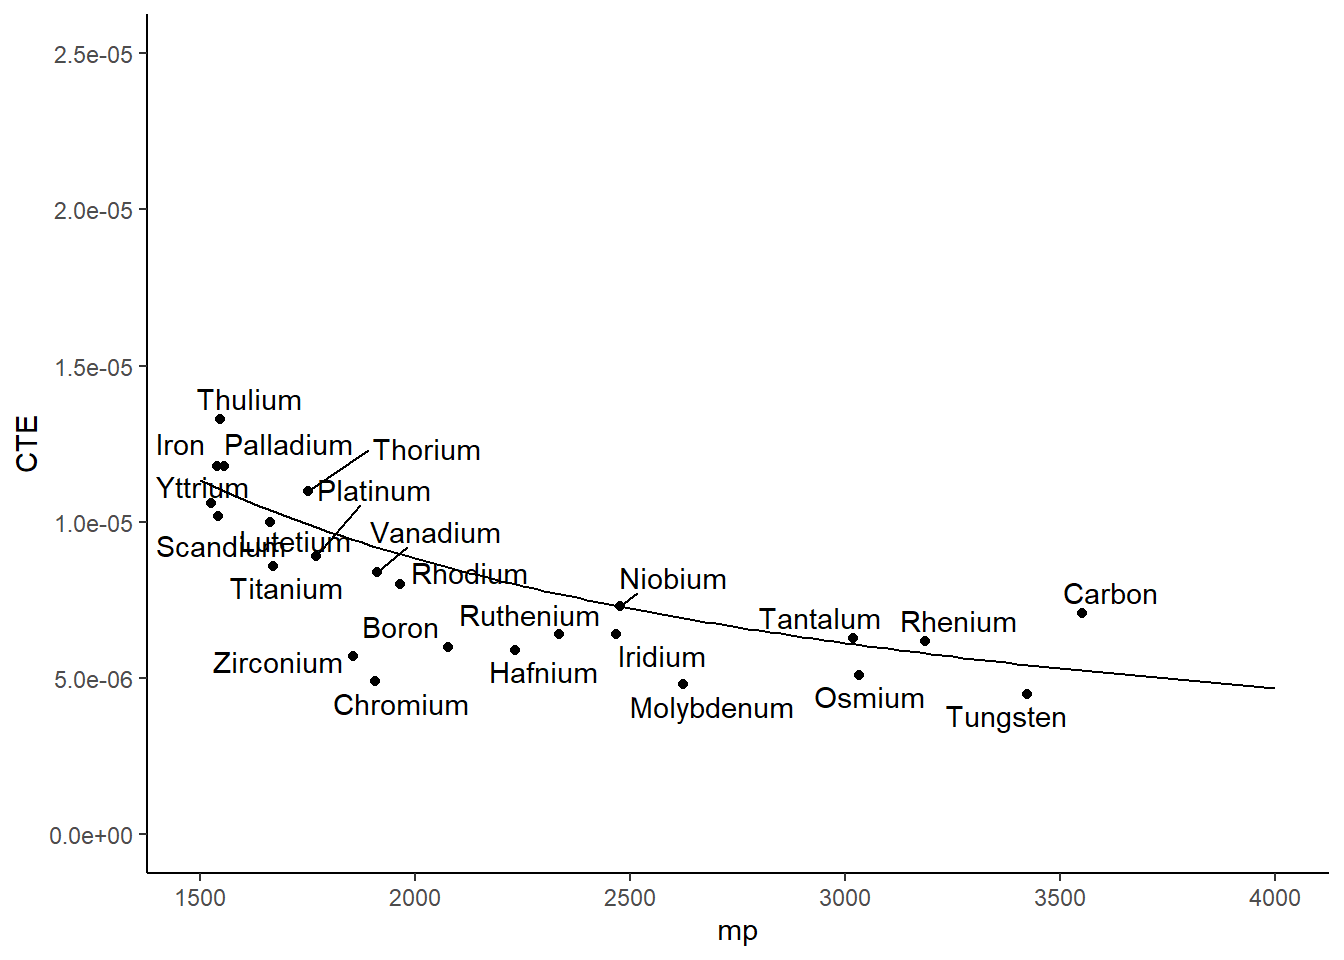 2.5e-05
2.0e-05
1.5e-05
1.0e-05
5.0e-06
0.0e+00
CTE
Thulium
Iron
Palladium
Thorium
Yttrium
Platinum
Vanadium
Lutetium
Scandium
Titanium
Rhodium
Niobium
Carbon
Ruthenium
Tantalum
Rhenium
Boron
Iridium
Zirconium
Hafnium
Chromium
Molybdenum
Osmium
Tungsten
1500
2000
2500
3000
3500
4000
mp